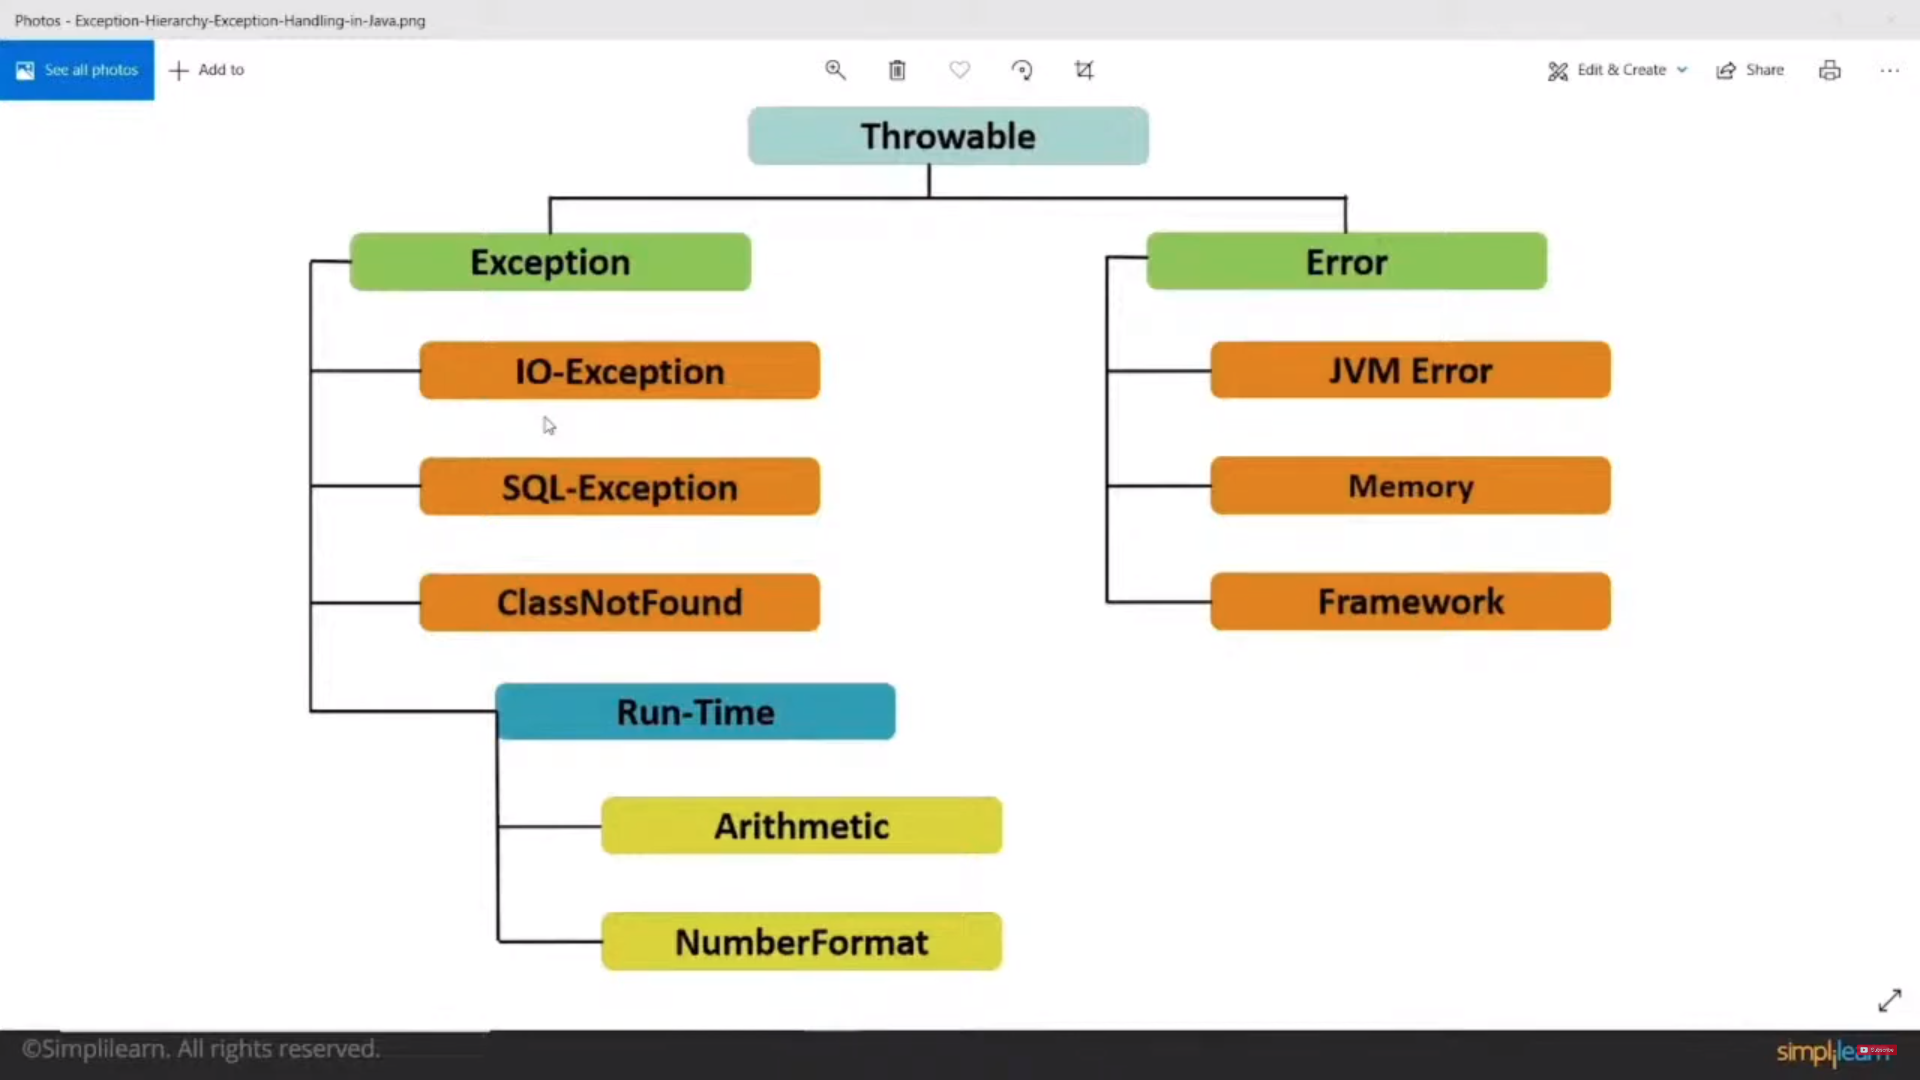 Photos - Exception-Hierarchy-Exception-Handling-in-Java.png
See all photos
Add to
Edit & Create
Share
Throwable
Exception
Error
IO-Exception
JVM Error
SQL-Exception
Memory
ClassNotFound
Framework
Run-Time
Arithmetic
NumberFormat
©Simplilearn. All rights reserved.
simplilearn
Subscribe